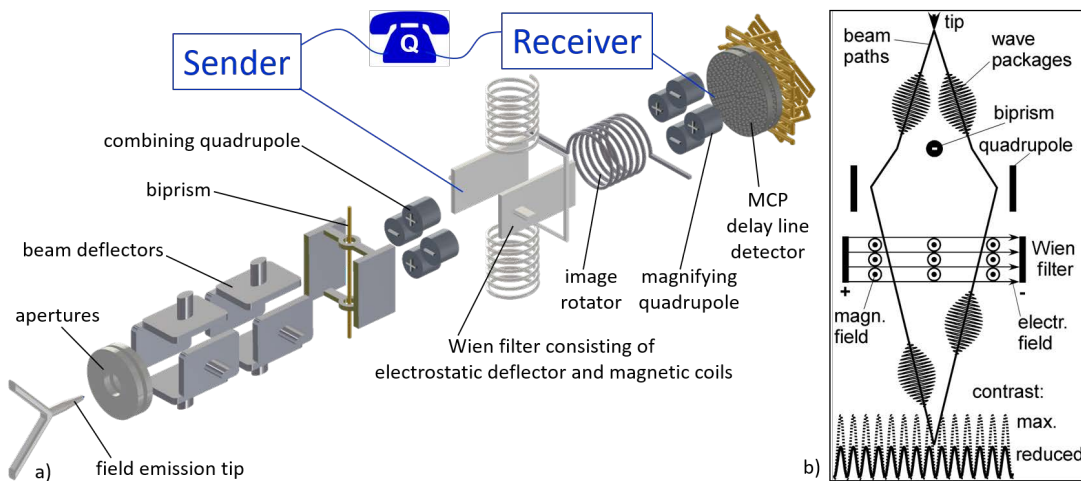 Q
Sender
Receiver
combining quadrupole
biprism
beam deflectors
apertures
field emission tip
a)
Wien filter consisting of
electrostatic deflector and magnetic coils
image
rotator
magnifying
quadrupole
MCP
delay line
detector
+
-
+
-
+
-
-
+
tip
beam
paths
wave
packages
biprism
-
quadrupole
Wien
filter
+
-
magn.
field
electr.
field
contrast:
max.
reduced
b)